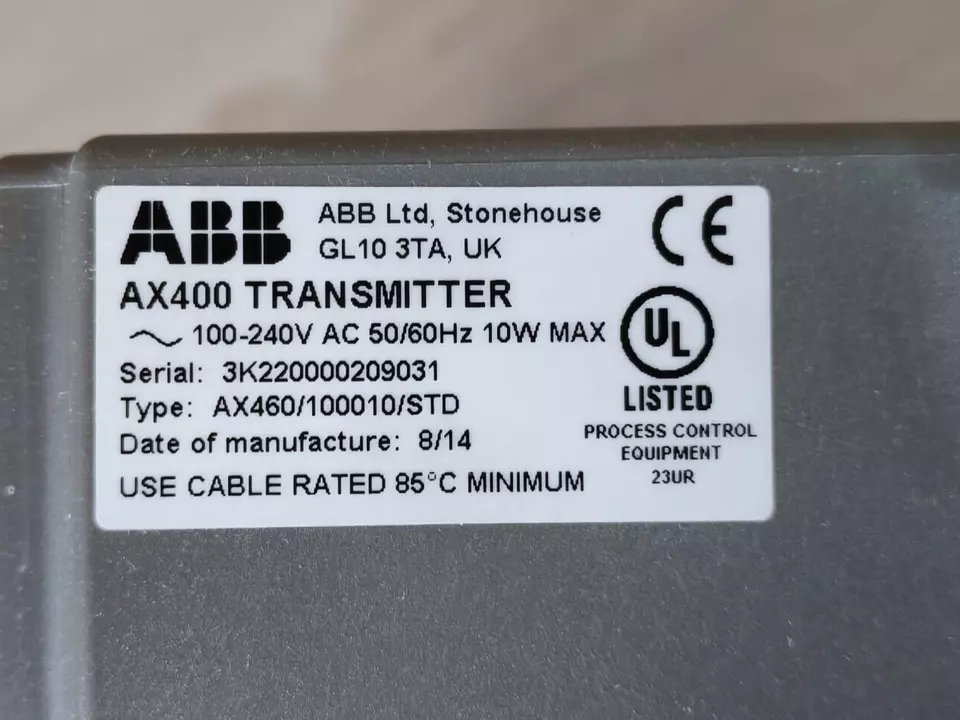 ABB
ABB Ltd, Stonehouse
GL10 3TA, UK
CE
AX400 TRANSMITTER
100-240V AC 50/60Hz 10W MAX
Serial: 3K220000209031
Type: AX460/100010/STD
Date of manufacture: 8/14
USE CABLE RATED 85°C MINIMUM
UL
LISTED
PROCESS CONTROL
EQUIPMENT
23UR